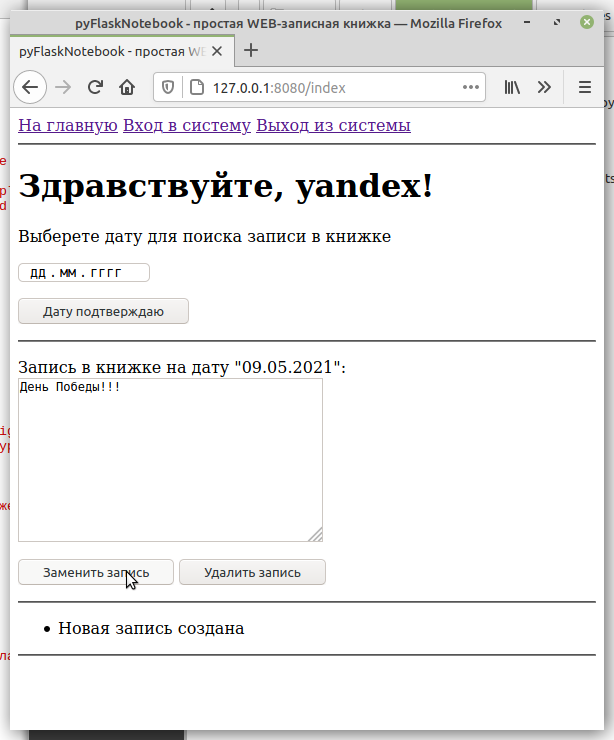 pyFlaskNotebook - простая WEB-записная книжка — Mozilla Firefox
pyFlaskNotebook - простая WE
127.0.0.1:8080/index
На главную Вход в систему Выход из системы
Здравствуйте, yandex!
Выберете дату для поиска записи в книжке
дд . мм . гггг
Дату подтверждаю
Запись в книжке на дату "09.05.2021":
День Победы!!!
Заменить запись Удалить запись
Новая запись создана